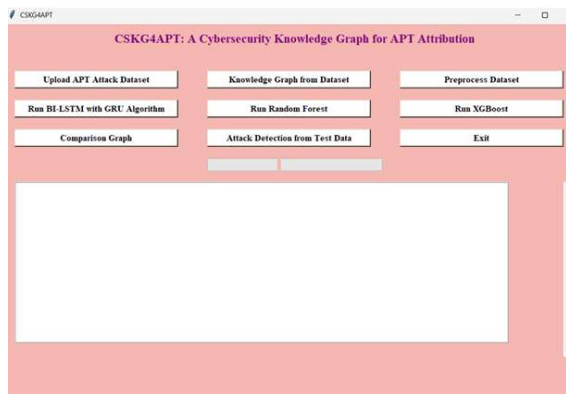 CSKG4APT
CSKG4APT: A Cybersecurity Knowledge Graph for APT Attribution
Upload APT Attack Dataset
Knowledge Graph from Dataset
Preprocess Dataset
Run BI-LSTM with GRU Algorithm
Run Random Forest
Run XGBoost
Comparison Graph
Attack Detection from Test Data
Exit